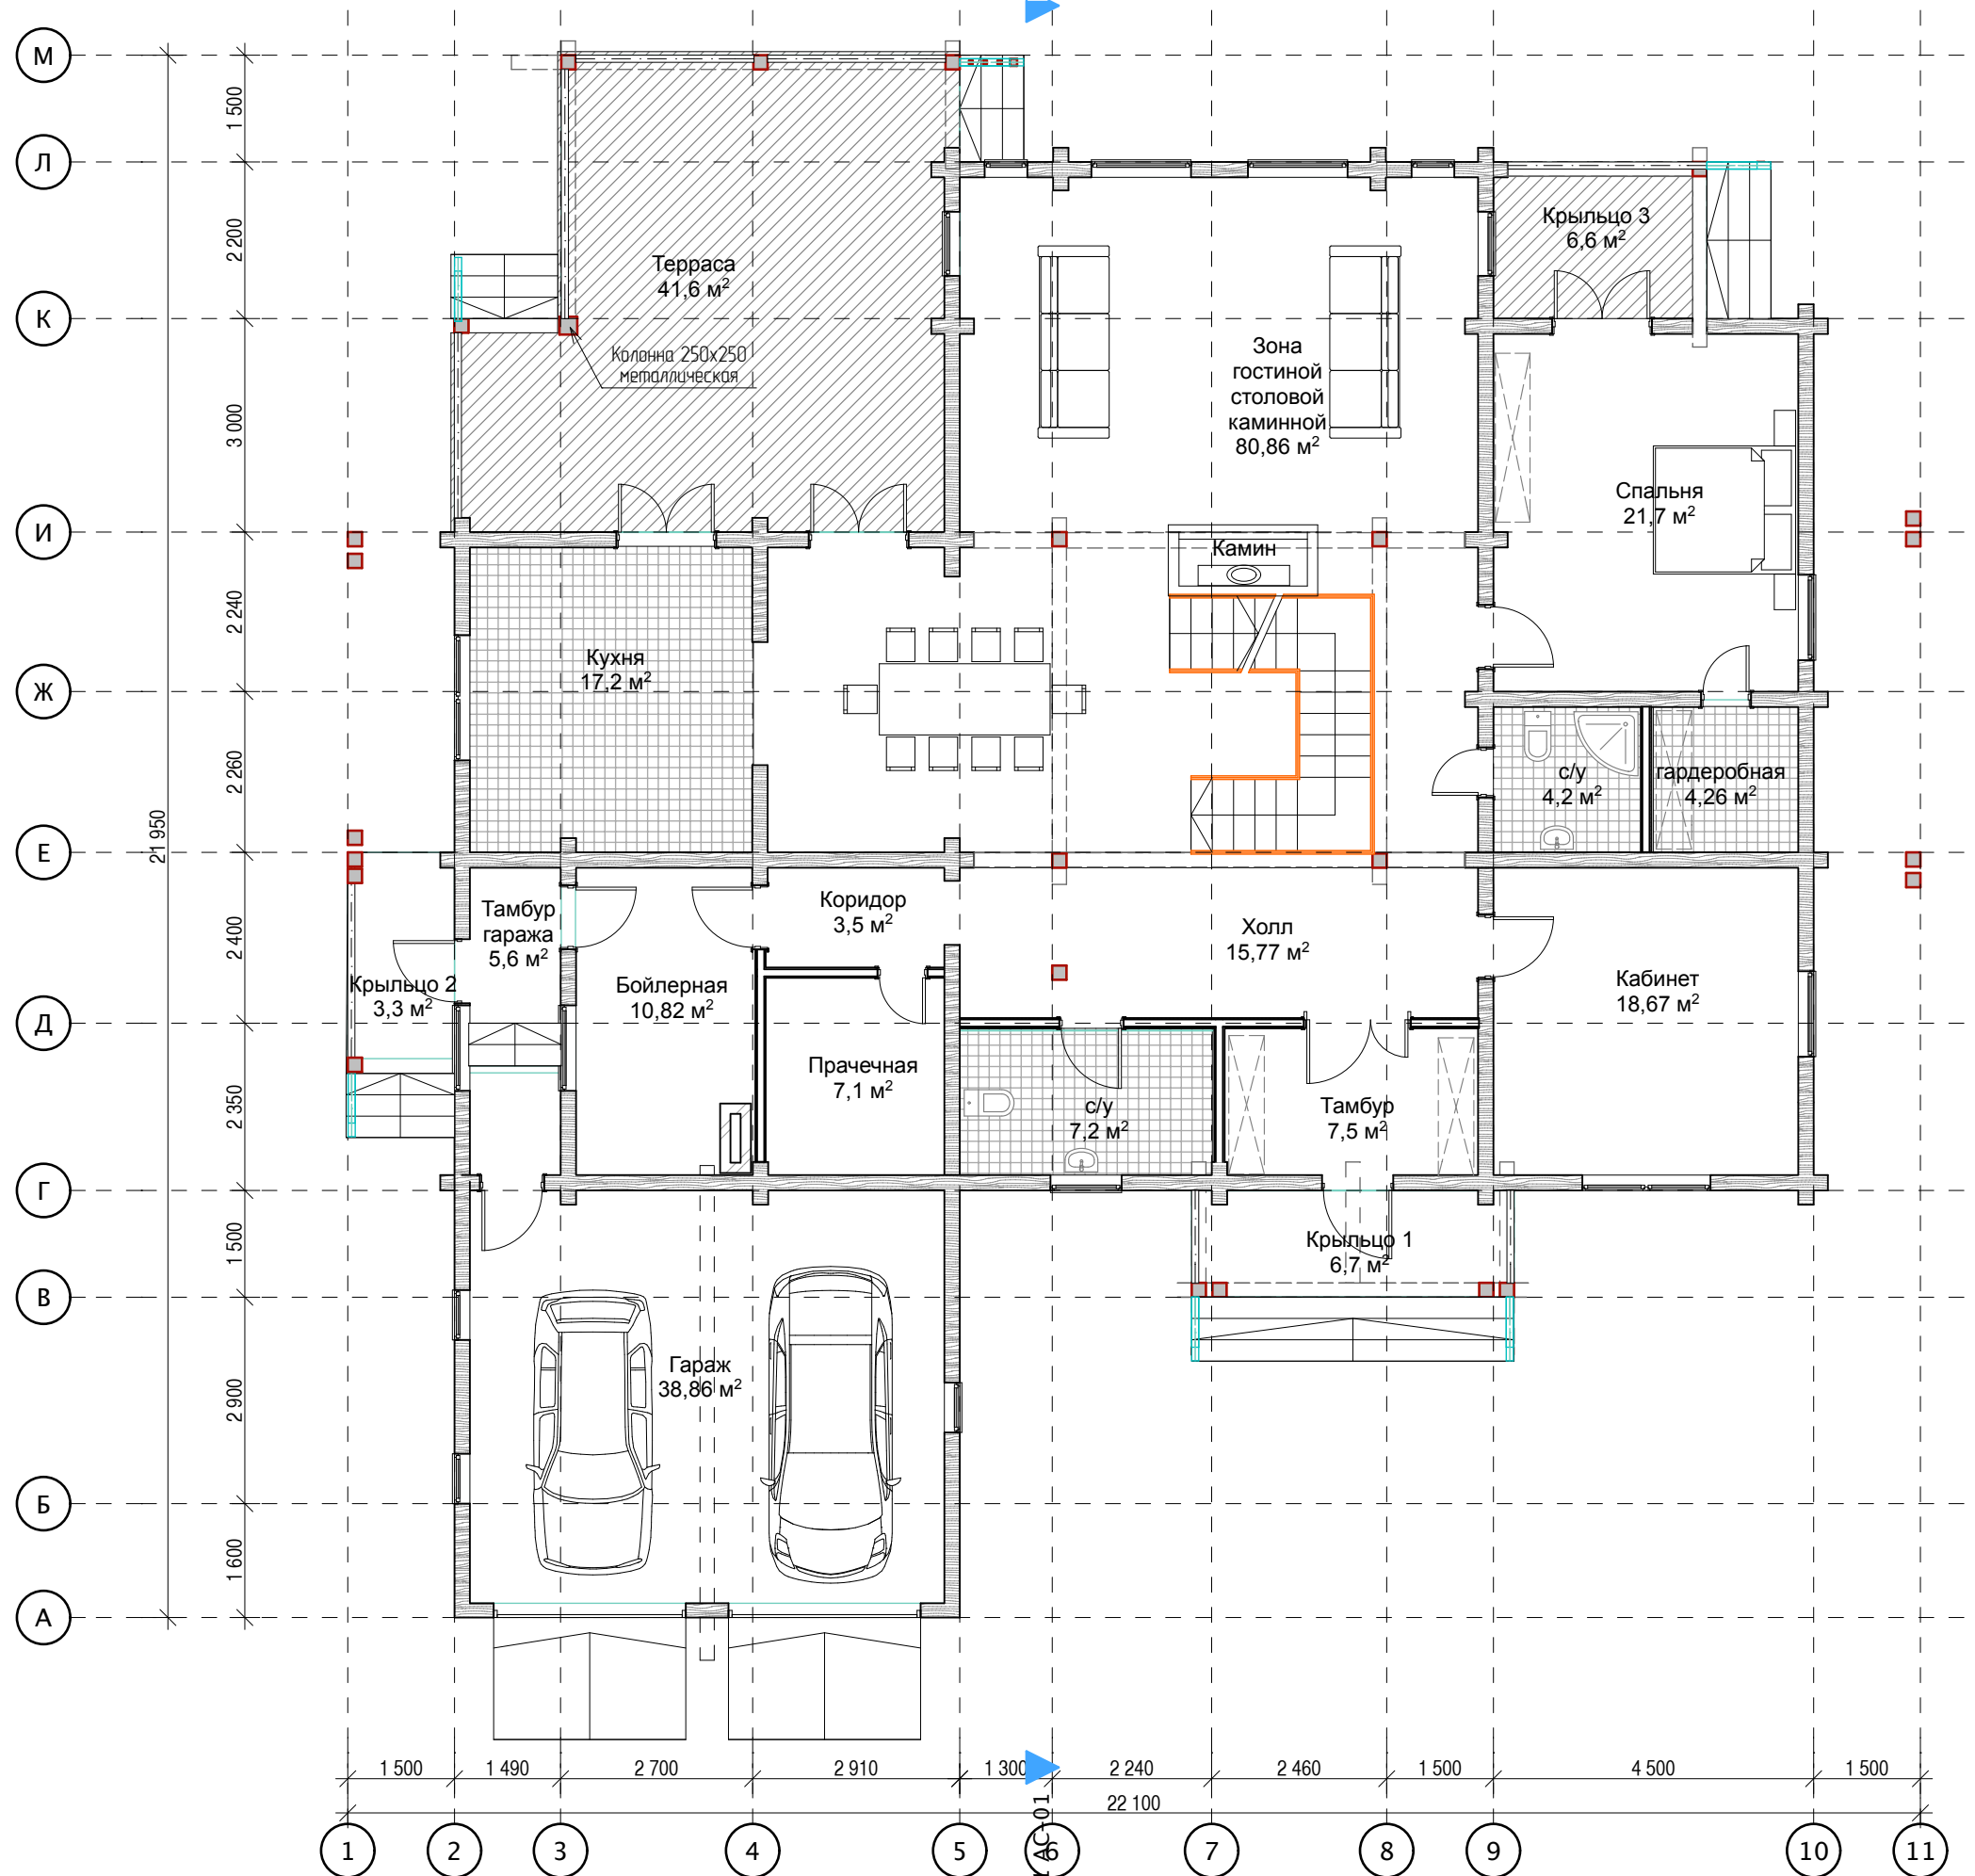 М
1 500
Л
Крыльцо 3
6,6 м²
2 200
Терраса
41,6 м²
К
Колонна 250х250
металлическая
Зона
гостиной
столовой
каминной
80,86 м²
3 000
Спальня
21,7 м²
И
Камин
2 240
Кухня
17,2 м²
Ж
2 260
с/у
4,2 м²
гардеробная
4,26 м²
21 950
Е
Тамбур
гаража
5,6 м²
Коридор
3,5 м²
2 400
Холл
15,77 м²
Крыльцо 2
3,3 м²
Бойлерная
10,82 м²
Кабинет
18,67 м²
Д
Прачечная
7,1 м²
2 350
с/у
7,2 м²
Тамбур
7,5 м²
Г
1 500
Крыльцо 1
6,7 м²
В
Гараж
38,86 м²
2 900
Б
1 600
А
1 500
1 490
2 700
2 910
1 300
2 240
2 460
1 500
4 500
1 500
22 100
АС-01
1
2
3
4
5
6
7
8
9
10
11